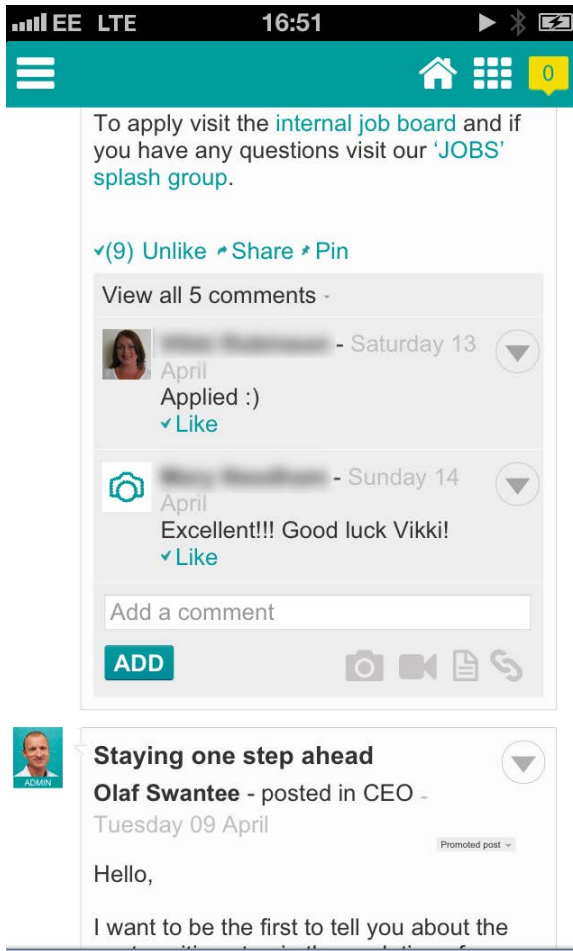 EE LTE 16:51
0
To apply visit the internal job board and if
you have any questions visit our ‘JOBS’
splash group.
(9) Unlike Share Pin
View all 5 comments -
- Saturday 13
April
Applied :)
Like
- Sunday 14
April
Excellent!!! Good luck Vikki!
Like
Add a comment
ADD
ADMIN
Staying one step ahead
Olaf Swantee - posted in CEO -
Tuesday 09 April
Promoted post
Hello,
I want to be the first to tell you about the